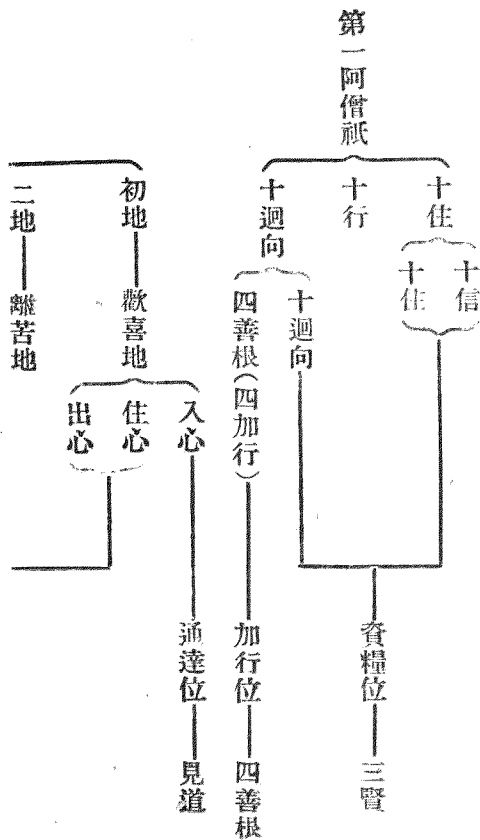 第一阿僧祇
十住
十信
十住
十行
十迴向
十迴向
四善根（四加行）
資糧位
三賢
加行位
四善根
初地
歡喜地
入心
住心
出心
通達位
見道
二地
離苦地